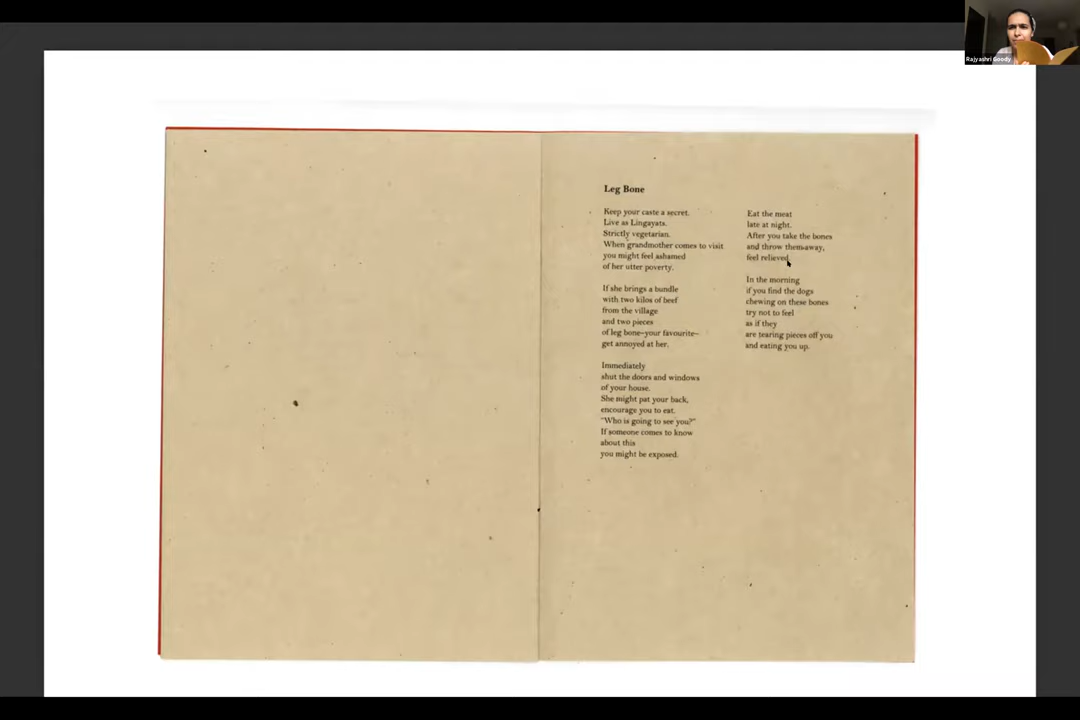 Rajyashri Goody
Leg Bone
Keep your caste a secret.
Live as Lingayats.
Strictly vegetarian.
When grandmother comes to visit
you might feel ashamed
of her utter poverty.
If she brings a bundle
with two kilos of beef
from the village
and two pieces
of leg bone–your favourite–
get annoyed at her.
Immediately
shut the doors and windows
of your house.
She might pat your back,
encourage you to eat.
"Who is going to see you?"
If someone comes to know
about this
you might be exposed.
Eat the meat
late at night.
After you take the bones
and throw them away,
feel relieved.
In the morning
if you find the dogs
chewing on these bones
try not to feel
as if they
are tearing pieces off you
and eating you up.